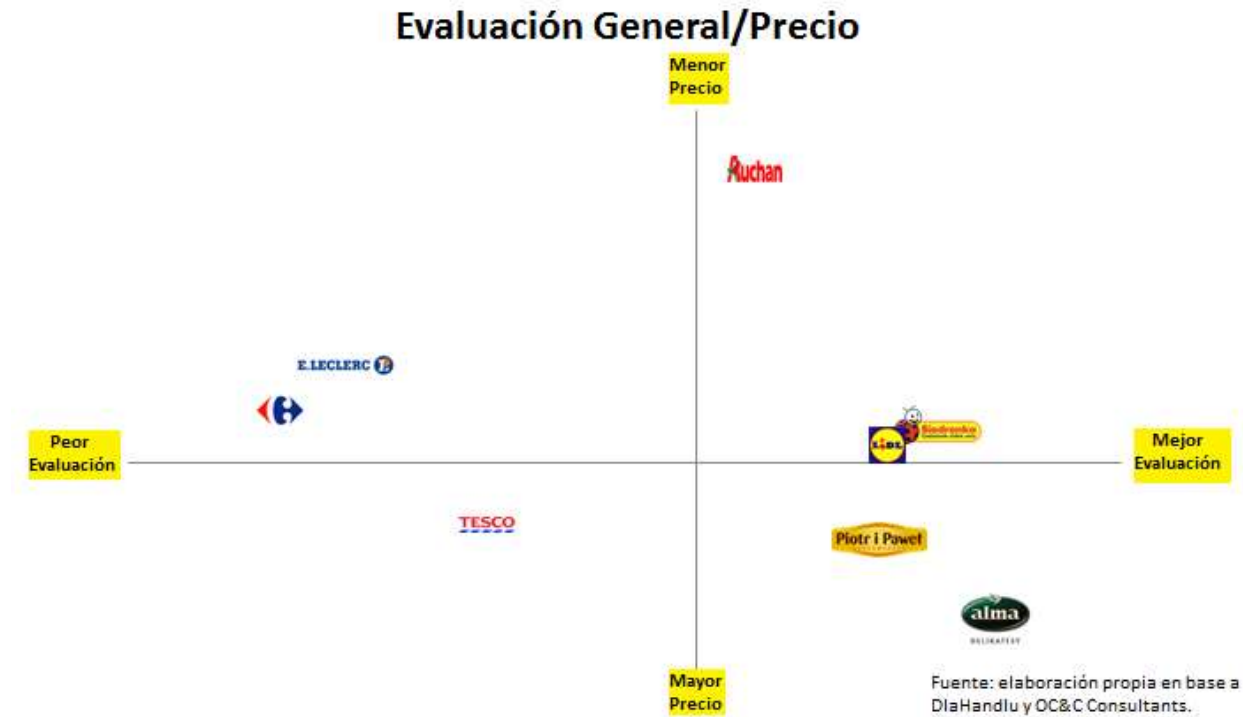 Evaluación General/Precio
Menor
Precio
Auchan
E.LECLERC
Biedronka
LIDL
Peor
Evaluación
Mejor
Evaluación
TESCO
Piotr i Paweł
alma
DELIKATESY
Mayor
Precio
Fuente: elaboración propia en base a
DlaHandlu y OC&C Consultants.